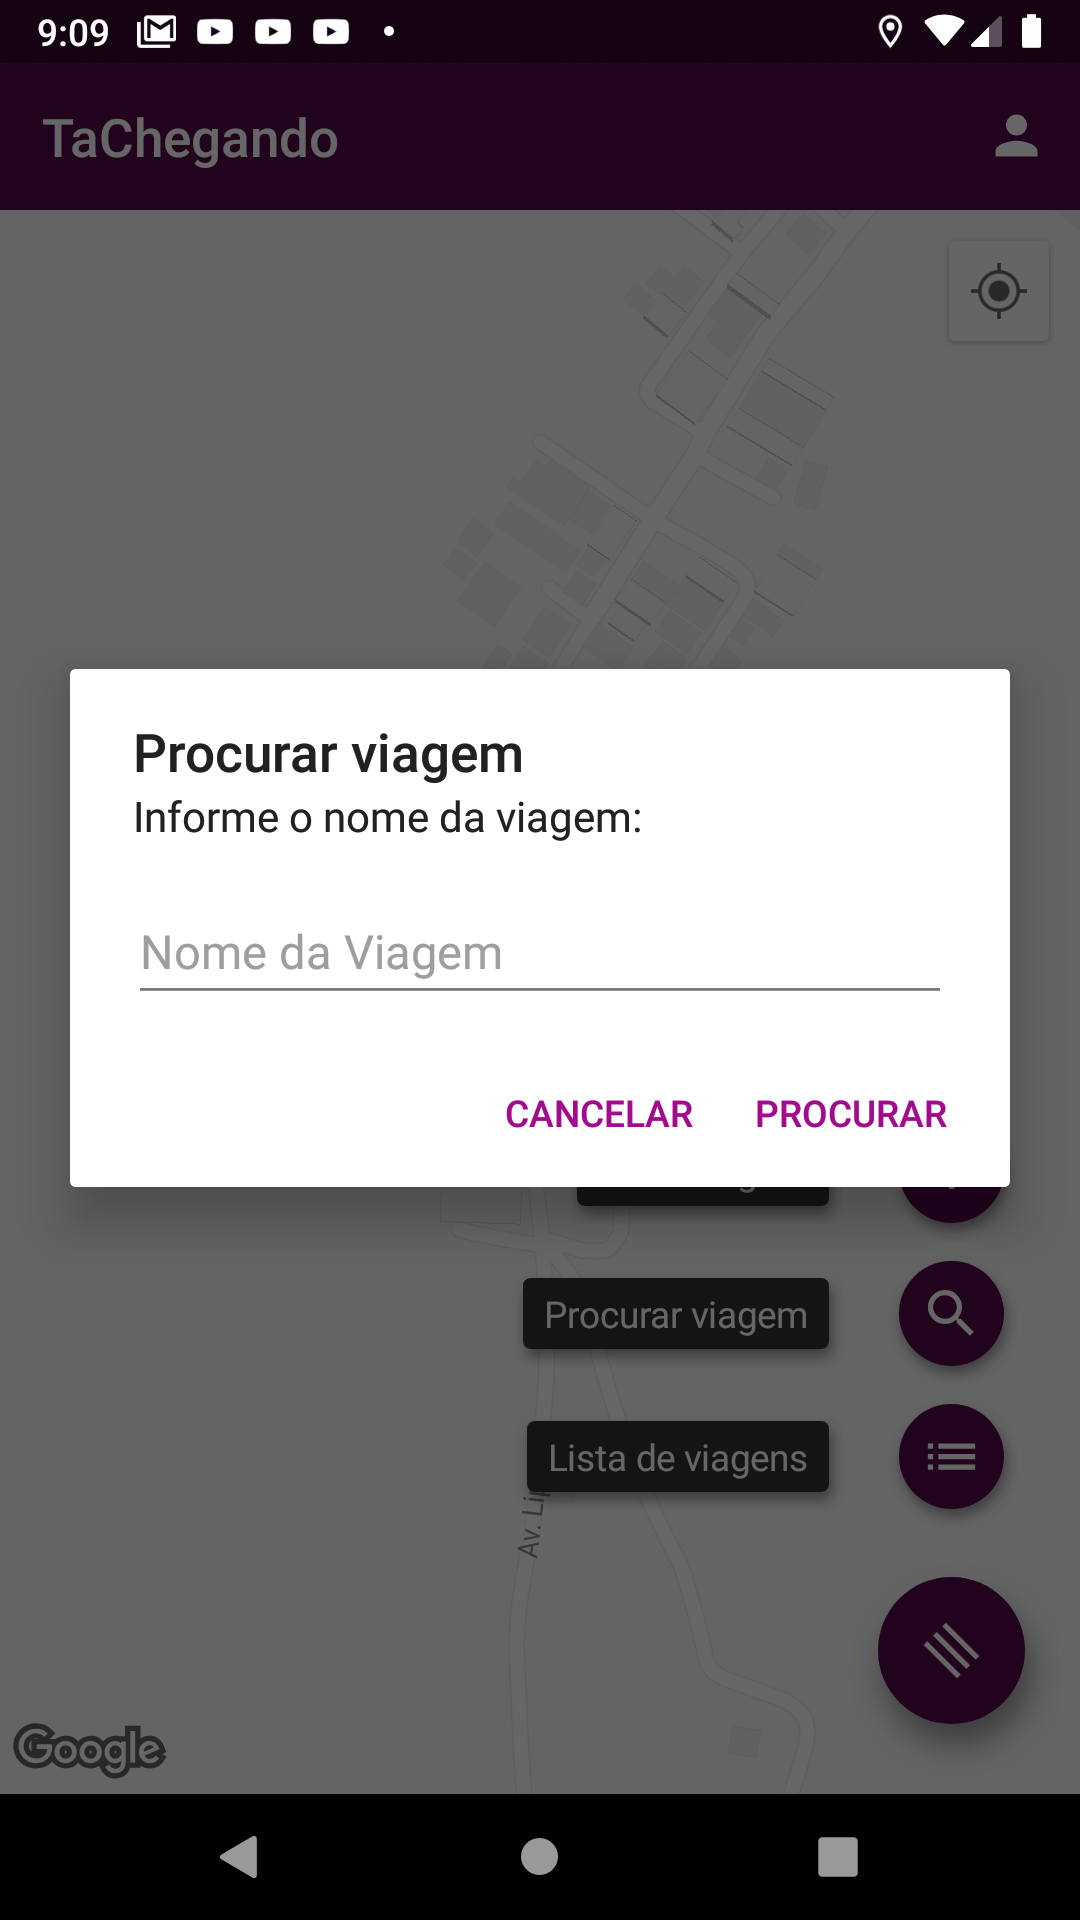 9:09
TaChegando
Procurar viagem
Informe o nome da viagem:
Nome da Viagem
CANCELAR PROCURAR
Procurar viagem
Lista de viagens
Av. Li
Google